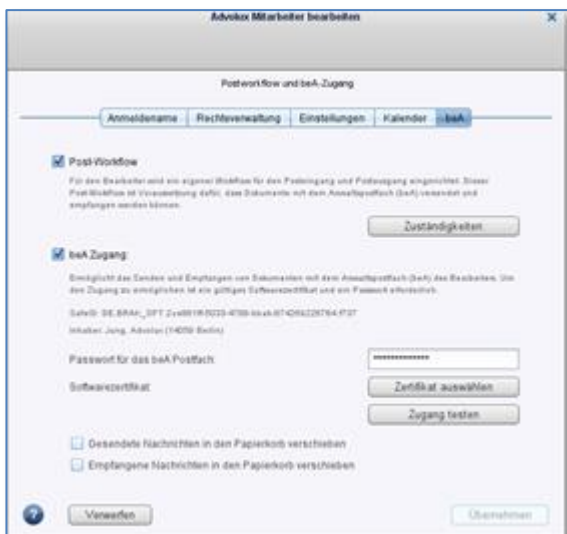 Advolux Mitarbeiter bearbeiten
Postworkflow und beA-Zugang
Anmeldename Rechteverwaltung Einstellungen Kalender beA
Post-Workflow
Für den Bearbeiter wird ein eigener Workflow für den Posteingang und Postausgang eingerichtet. Dieser
Post-Workflow ist Voraussetzung dafür, dass Dokumente mit dem Anwaltspostfach (beA) versendet und
empfangen werden können.
Zuständigkeiten
beA Zugang:
Ermöglicht das Senden und Empfangen von Dokumenten mit dem Anwaltspostfach (beA) des Bearbeiters. Um
den Zugang zu ermöglichen ist ein gültiges Softwarezertifikat und ein Passwort erforderlich.
SafeID:
Inhaber: Jung, Advolux (14059 Berlin)
Passwort für das beA Postfach:
Softwarezertifikat: Zertifikat auswählen
Zugang testen
Gesendete Nachrichten in den Papierkorb verschieben
Empfangene Nachrichten in den Papierkorb verschieben
? Verwerfen Übernehmen